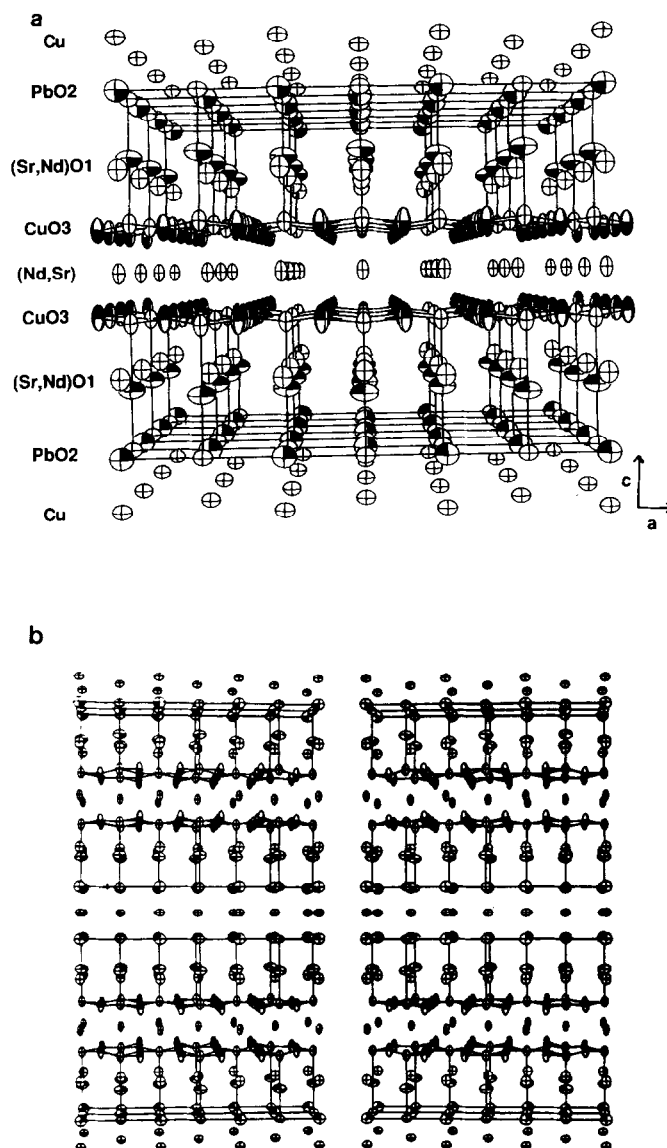 a
Cu
PbO2
(Sr,Nd)O1
CuO3
(Nd,Sr)
CuO3
(Sr,Nd)O1
PbO2
Cu
c
a
b